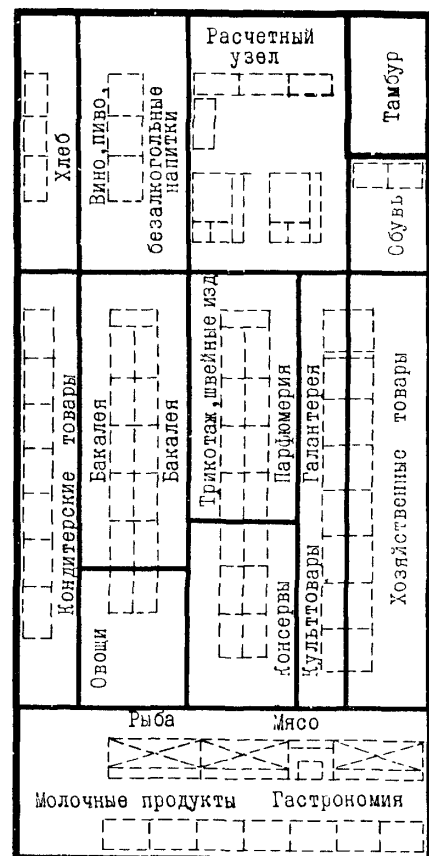 Расчетный
узел
Тамбур
Хлеб
Вино, пиво,
безалкогольные
напитки
Обувь
Кондитерские товары
Бакалея
Бакалея
Трикотаж, швейные изд.
Парфюмерия
Галантерея
Хозяйственные товары
Овощи
Консервы
Культтовары
Рыба
Мясо
Молочные продукты
Гастрономия